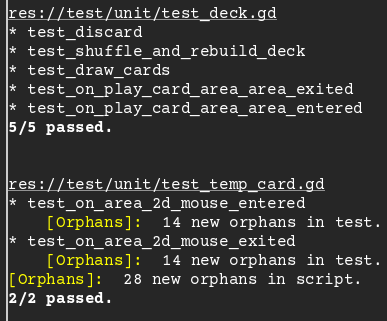 res://test/unit/test_deck.gd
* test_discard
* test_shuffle_and_rebuild_deck
* test_draw_cards
* test_on_play_card_area_area_exited
* test_on_play_card_area_area_entered
5/5 passed.
res://test/unit/test_temp_card.gd
* test_on_area_2d_mouse_entered
[Orphans]:  14 new orphans in test.
* test_on_area_2d_mouse_exited
[Orphans]:  14 new orphans in test.
[Orphans]:  28 new orphans in script.
2/2 passed.